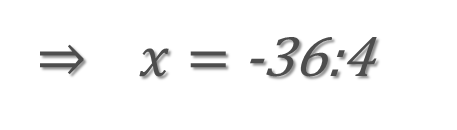 ⇒ x = -36:4